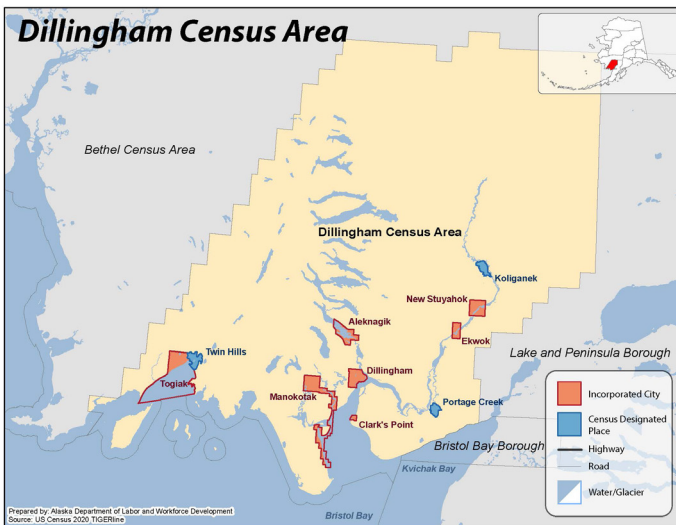 Dillingham Census Area
Bethel Census Area
Dillingham Census Area
Koliganek
New Stuyahok
Aleknagik
Ekwok
Twin Hills
Lake and Peninsula Borough
Togiak
Dillingham
Manokotak
Portage Creek
Clark's Point
Bristol Bay Borough
Kvichak Bay
Bristol Bay
Incorporated City
Census Designated
Place
Highway
Road
Water/Glacier
Prepared by: Alaska Department of Labor and Workforce Development
Source: US Census 2020 TIGERline